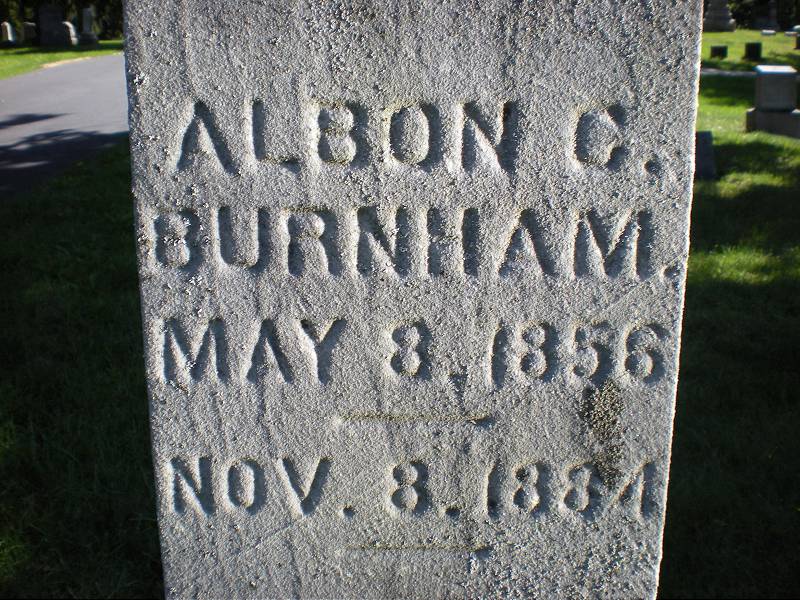 ALBON C.
BURNHAM.
MAY 8, 1856
NOV. 8. 1884